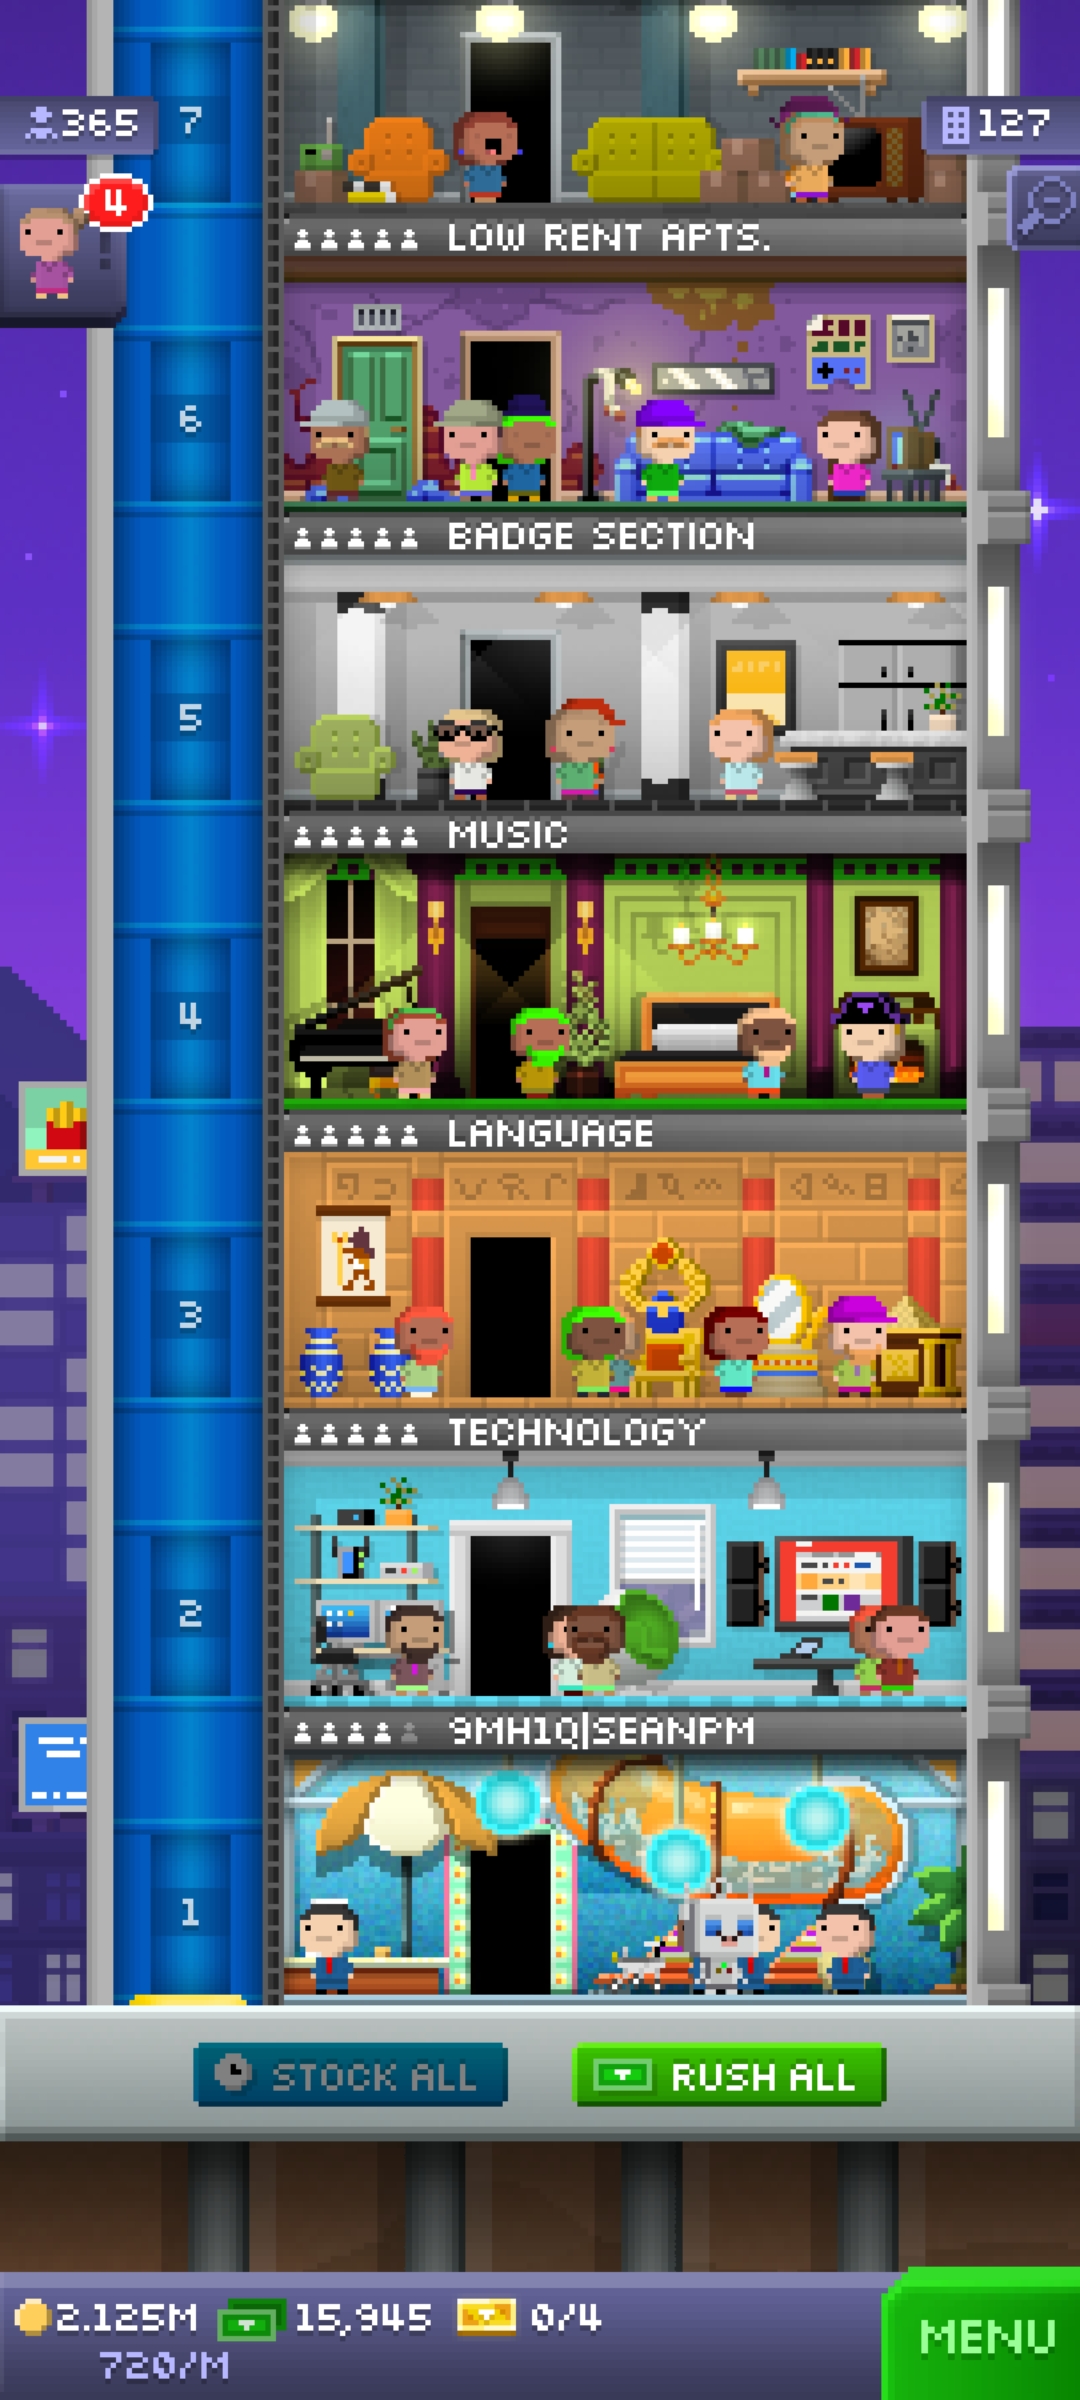 7
365
127
4
LOW RENT APTS.
6
BADGE SECTION
5
MUSIC
4
LANGUAGE
3
TECHNOLOGY
2
9MH1Q|SEANPM
1
STOCK ALL
RUSH ALL
2.125M
15,945
0/4
720/M
MENU